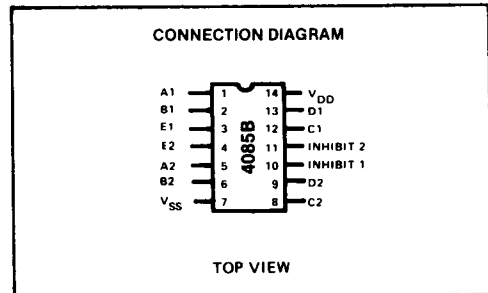 CONNECTION DIAGRAM
A1 1 14 VDD
B1 2 13 D1
E1 3 12 C1
E2 4 11 INHIBIT 2
A2 5 10 INHIBIT 1
B2 6 9 D2
VSS 7 8 C2
4085B
TOP VIEW